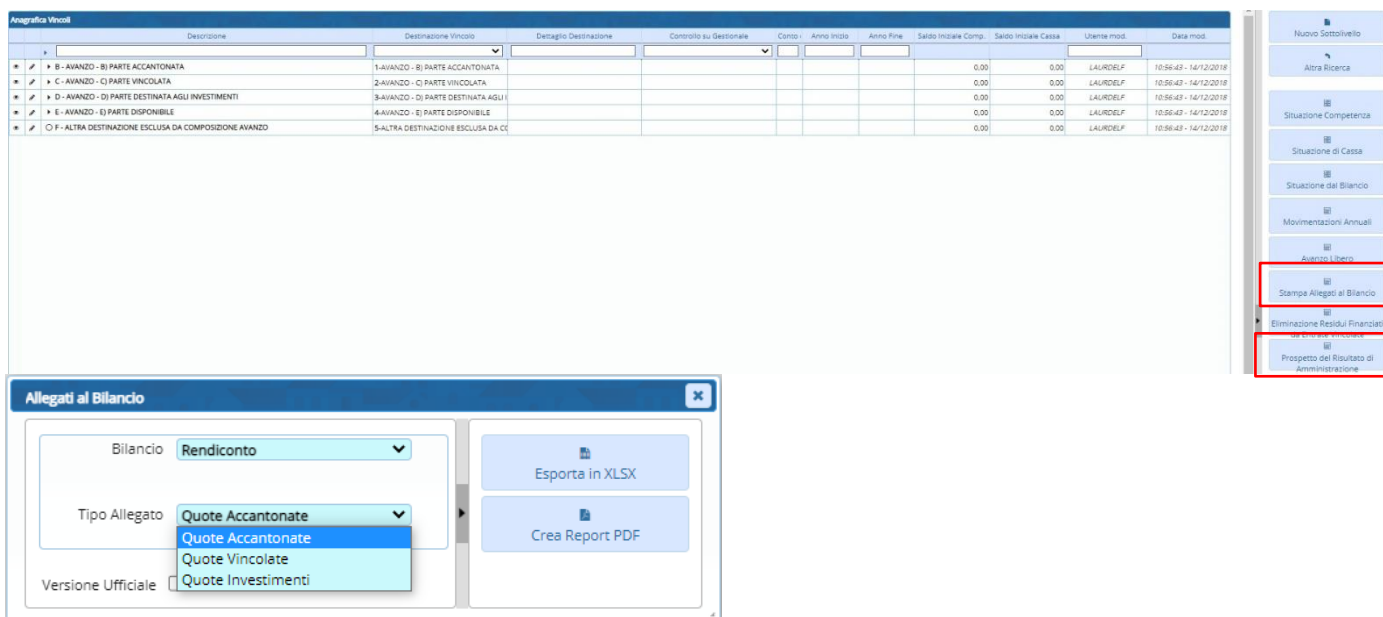 Anagrafica Vincoli
Descrizione Destinazione Vincolo Dettaglio Destinazione Controllo su Gestionale Conto Anno Inizio Anno Fine Saldo Iniziale Comp. Saldo Iniziale Cassa Utente mod. Data mod.
B - AVANZO - B) PARTE ACCANTONATA 1-AVANZO - B) PARTE ACCANTONATA 0,00 0,00 LAURDELF 10:56:43 - 14/12/2018
C - AVANZO - C) PARTE VINCOLATA 2-AVANZO - C) PARTE VINCOLATA 0,00 0,00 LAURDELF 10:56:43 - 14/12/2018
D - AVANZO - D) PARTE DESTINATA AGLI INVESTIMENTI 3-AVANZO - D) PARTE DESTINATA AGLI I 0,00 0,00 LAURDELF 10:56:43 - 14/12/2018
E - AVANZO - E) PARTE DISPONIBILE 4-AVANZO - E) PARTE DISPONIBILE 0,00 0,00 LAURDELF 10:56:43 - 14/12/2018
F - ALTRA DESTINAZIONE ESCLUSA DA COMPOSIZIONE AVANZO 5-ALTRA DESTINAZIONE ESCLUSA DA CO 0,00 0,00 LAURDELF 10:56:43 - 14/12/2018
Nuovo Sottolivello
Altra Ricerca
Situazione Competenza
Situazione di Cassa
Situazione dal Bilancio
Movimentazioni Annuali
Avanzo Libero
Stampa Allegati al Bilancio
Eliminazione Residui Finanziati
da Entrate Vincolate
Prospetto del Risultato di
Amministrazione
Allegati al Bilancio
Bilancio Rendiconto
Tipo Allegato Quote Accantonate
Quote Accantonate
Quote Vincolate
Quote Investimenti
Versione Ufficiale
Esporta in XLSX
Crea Report PDF